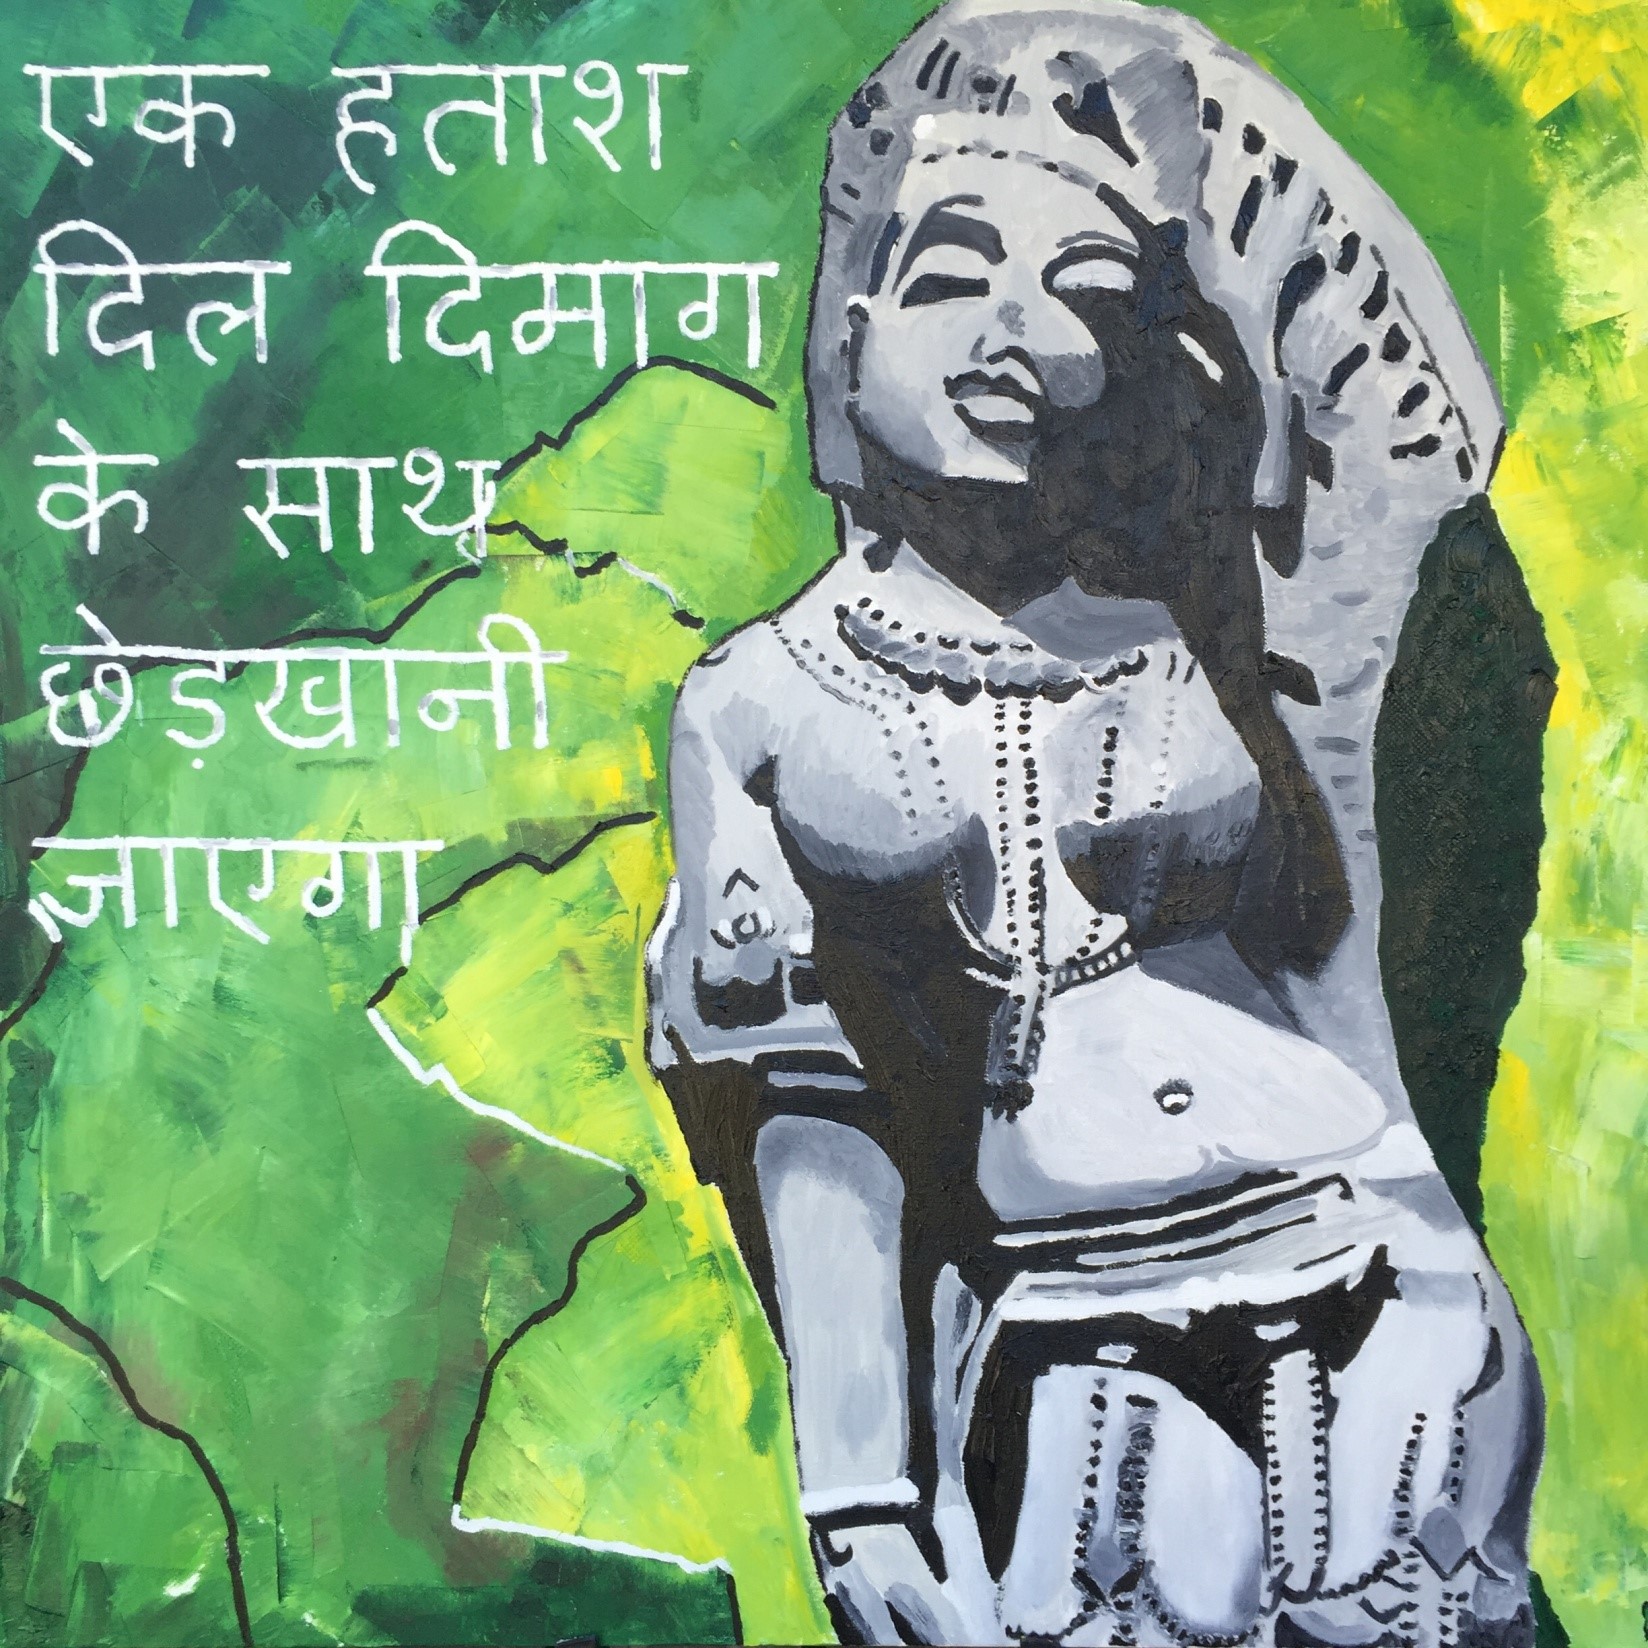 एक हताश
दिल दिमाग
के साथ
छेड़खानी
जाएगा